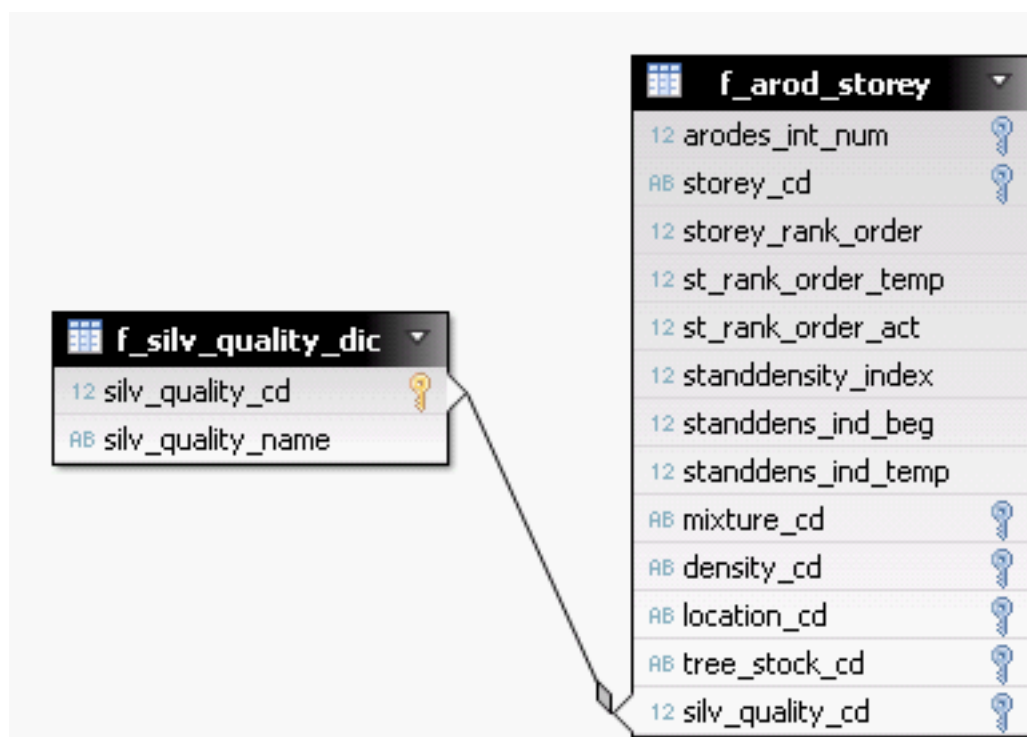 f_silv_quality_dic
12 silv_quality_cd
AB silv_quality_name
f_arod_storey
12 arodes_int_num
AB storey_cd
12 storey_rank_order
12 st_rank_order_temp
12 st_rank_order_act
12 standdensity_index
12 standdens_ind_beg
12 standdens_ind_temp
AB mixture_cd
AB density_cd
AB location_cd
AB tree_stock_cd
12 silv_quality_cd